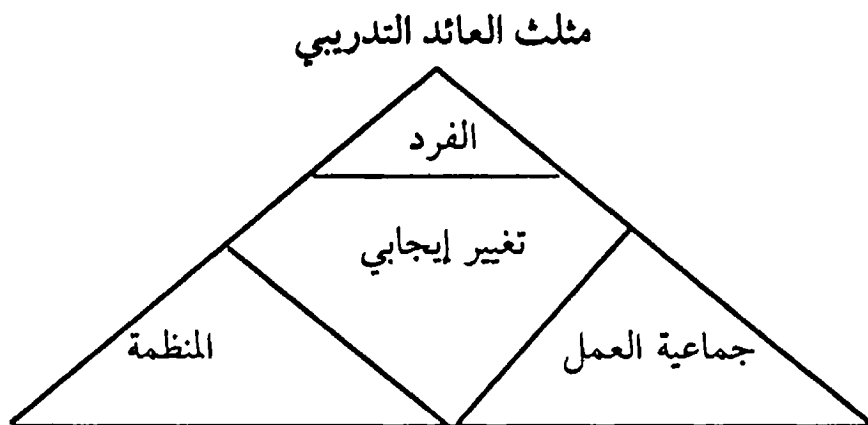 مثلث العائد التدريبي
الفرد
تغيير إيجابي
جماعية العمل
المنظمة